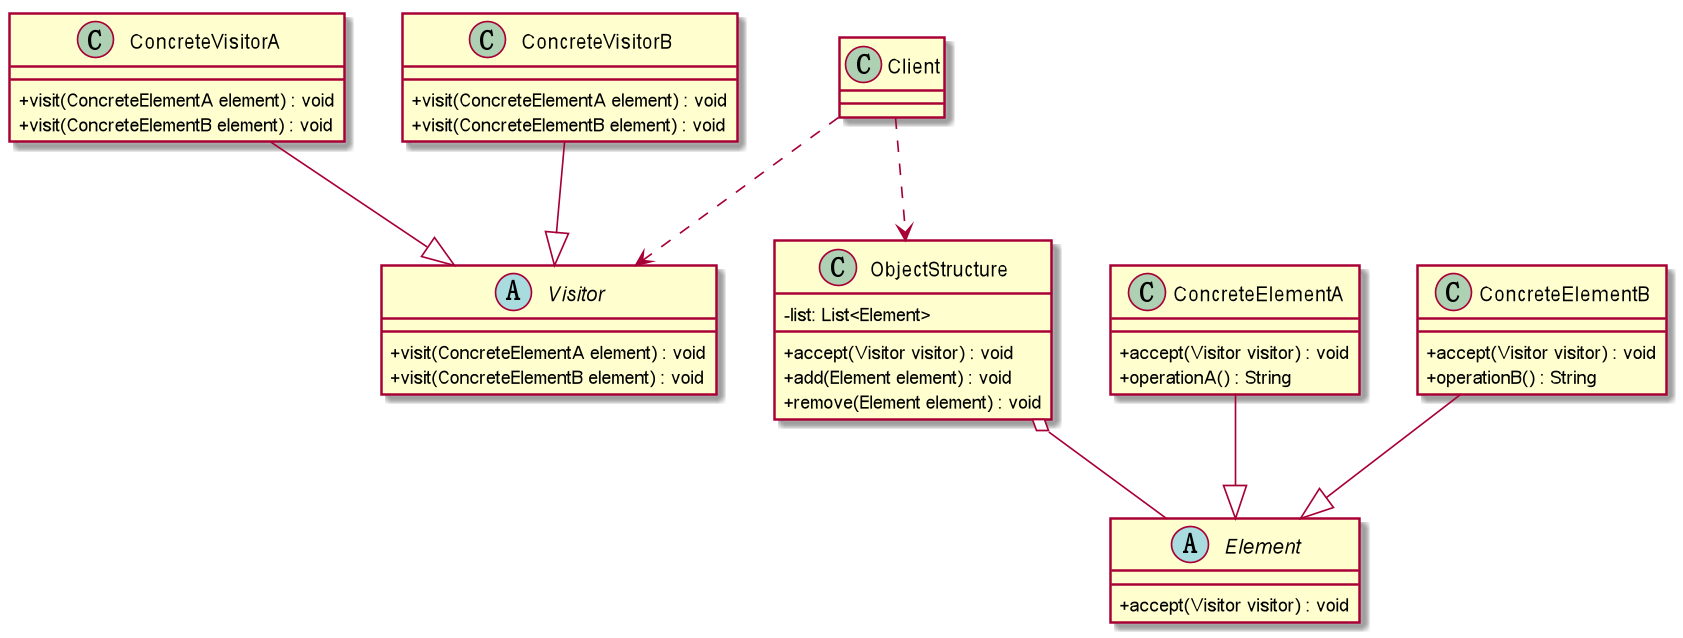 C ConcreteVisitorA
+visit(ConcreteElementA element) : void
+visit(ConcreteElementB element) : void
C ConcreteVisitorB
+visit(ConcreteElementA element) : void
+visit(ConcreteElementB element) : void
C Client
A Visitor
+visit(ConcreteElementA element) : void
+visit(ConcreteElementB element) : void
C ObjectStructure
-list: List<Element>
+accept(Visitor visitor) : void
+add(Element element) : void
+remove(Element element) : void
C ConcreteElementA
+accept(Visitor visitor) : void
+operationA() : String
C ConcreteElementB
+accept(Visitor visitor) : void
+operationB() : String
A Element
+accept(Visitor visitor) : void